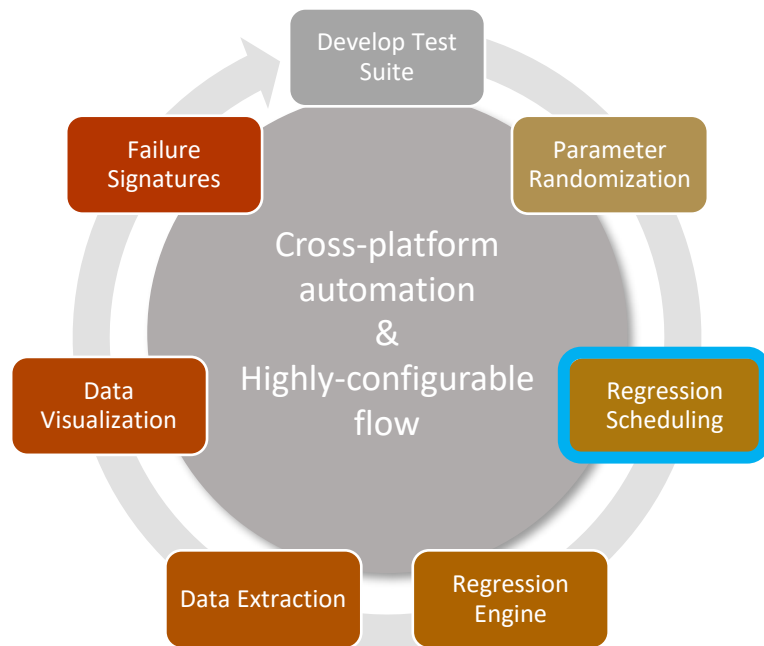 Develop Test
Suite
Parameter
Randomization
Regression
Scheduling
Regression
Engine
Data Extraction
Data
Visualization
Failure
Signatures
Cross-platform
automation
&
Highly-configurable
flow